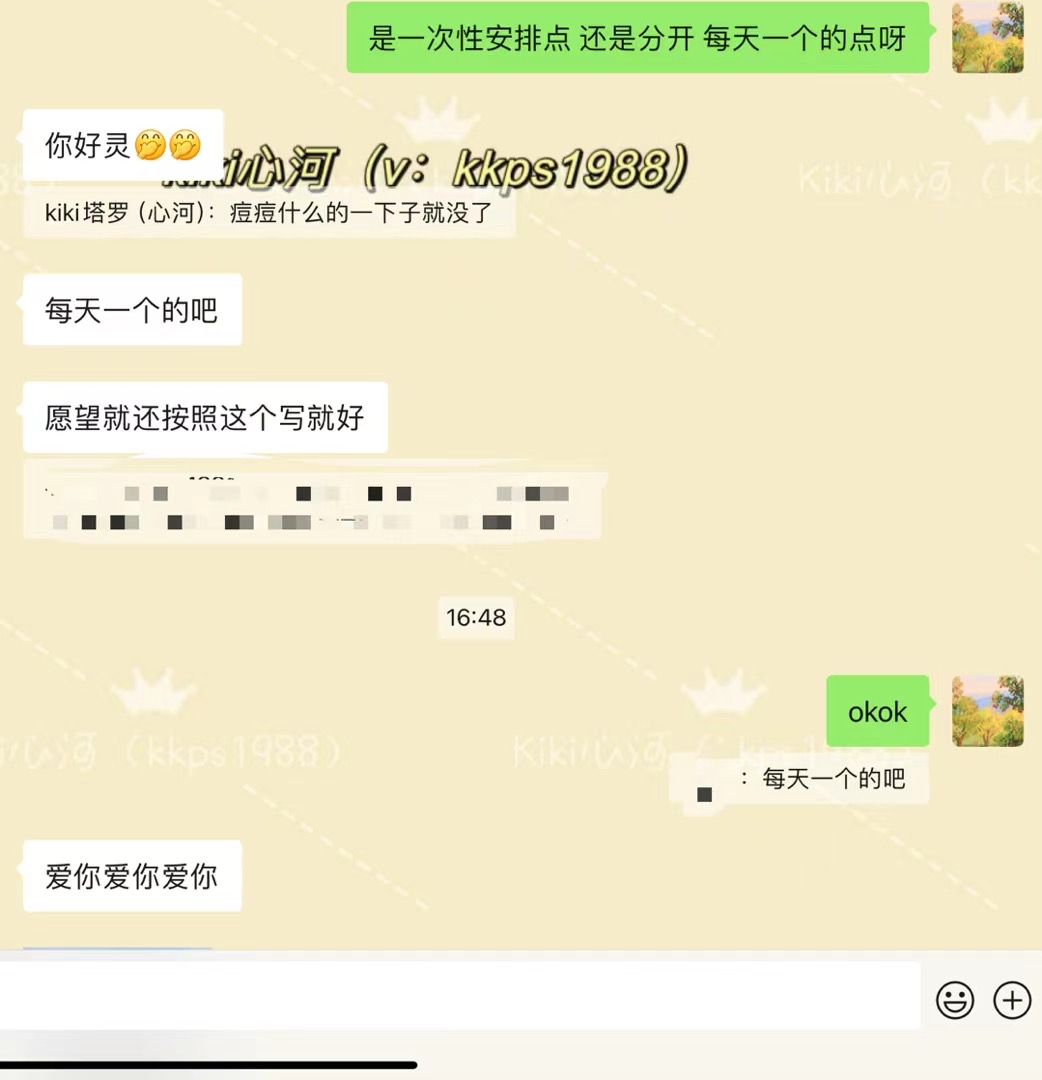 是一次性安排点 还是分开 每天一个的点呀
你好灵🤭🤭
kiki心河（v：kkps1988）
Kiki心河（kk
kiki塔罗（心河）：痘痘什么的一下子就没了
每天一个的吧
愿望就还按照这个写就好
16:48
okok
心河（kkps1988）
Kiki心河
：每天一个的吧
爱你爱你爱你